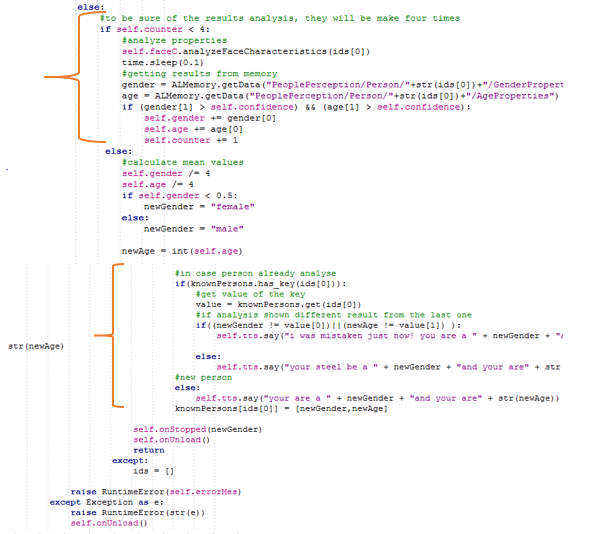 else:
#to be sure of the results analysis, they will be make four times
if self.counter < 4:
#analyze properties
self.faceC.analyzeFaceCharacteristics(ids[0])
time.sleep(0.1)
#getting results from memory
gender = ALMemory.getData("PeoplePerception/Person/"+str(ids[0])+"/GenderPropert
age = ALMemory.getData("PeoplePerception/Person/"+str(ids[0])+"/AgeProperties")
if (gender[1] > self.confidence) && (age[1] > self.confidence):
self.gender += gender[0]
self.age += age[0]
self.counter += 1
else:
#calculate mean values
self.gender /= 4
self.age /= 4
if self.gender < 0.5:
newGender = "female"
else:
newGender = "male"
newAge = int(self.age)
#in case person already analyse
if(knownPersons.has_key(ids[0])):
#get value of the key
value = knownPersons.get(ids[0])
#if analysis shown different result from the last one
if((newGender != value[0])||(newAge != value[1]) ):
self.tts.say("i was mistaken just now! you are a " + newGender + "a
str(newAge)
else:
self.tts.say("your steel be a " + newGender + "and your are" + str
#new person
else:
self.tts.say("your are a " + newGender + "and your are" + str(newAge))
knownPersons[ids[0]] = [newGender,newAge]
self.onStopped(newGender)
self.onUnload()
return
except:
ids = []
raise RuntimeError(self.errorMes)
except Exception as e:
raise RuntimeError(str(e))
self.onUnload()